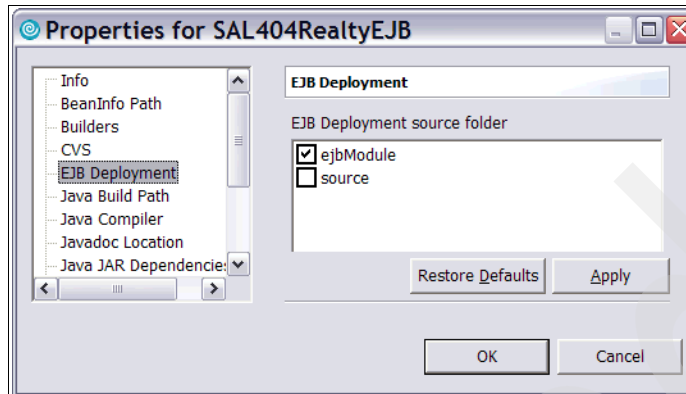 Properties for SAL404RealtyEJB
Info
BeanInfo Path
Builders
CVS
EJB Deployment
Java Build Path
Java Compiler
Javadoc Location
Java JAR Dependencies
EJB Deployment
EJB Deployment source folder
ejbModule
source
Restore Defaults
Apply
OK
Cancel